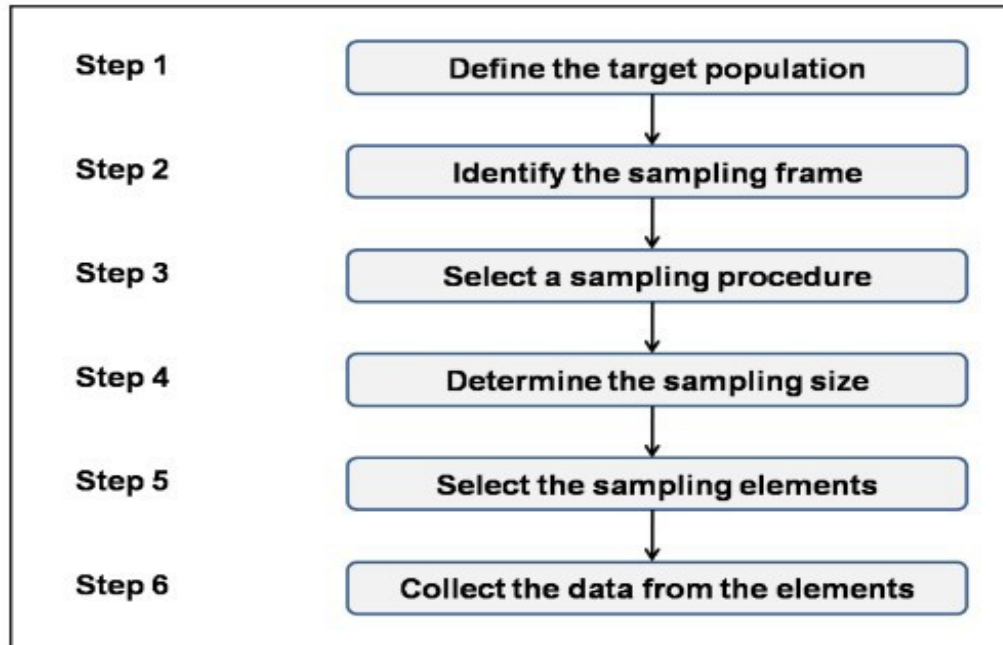 Step 1 Define the target population
Step 2 Identify the sampling frame
Step 3 Select a sampling procedure
Step 4 Determine the sampling size
Step 5 Select the sampling elements
Step 6 Collect the data from the elements